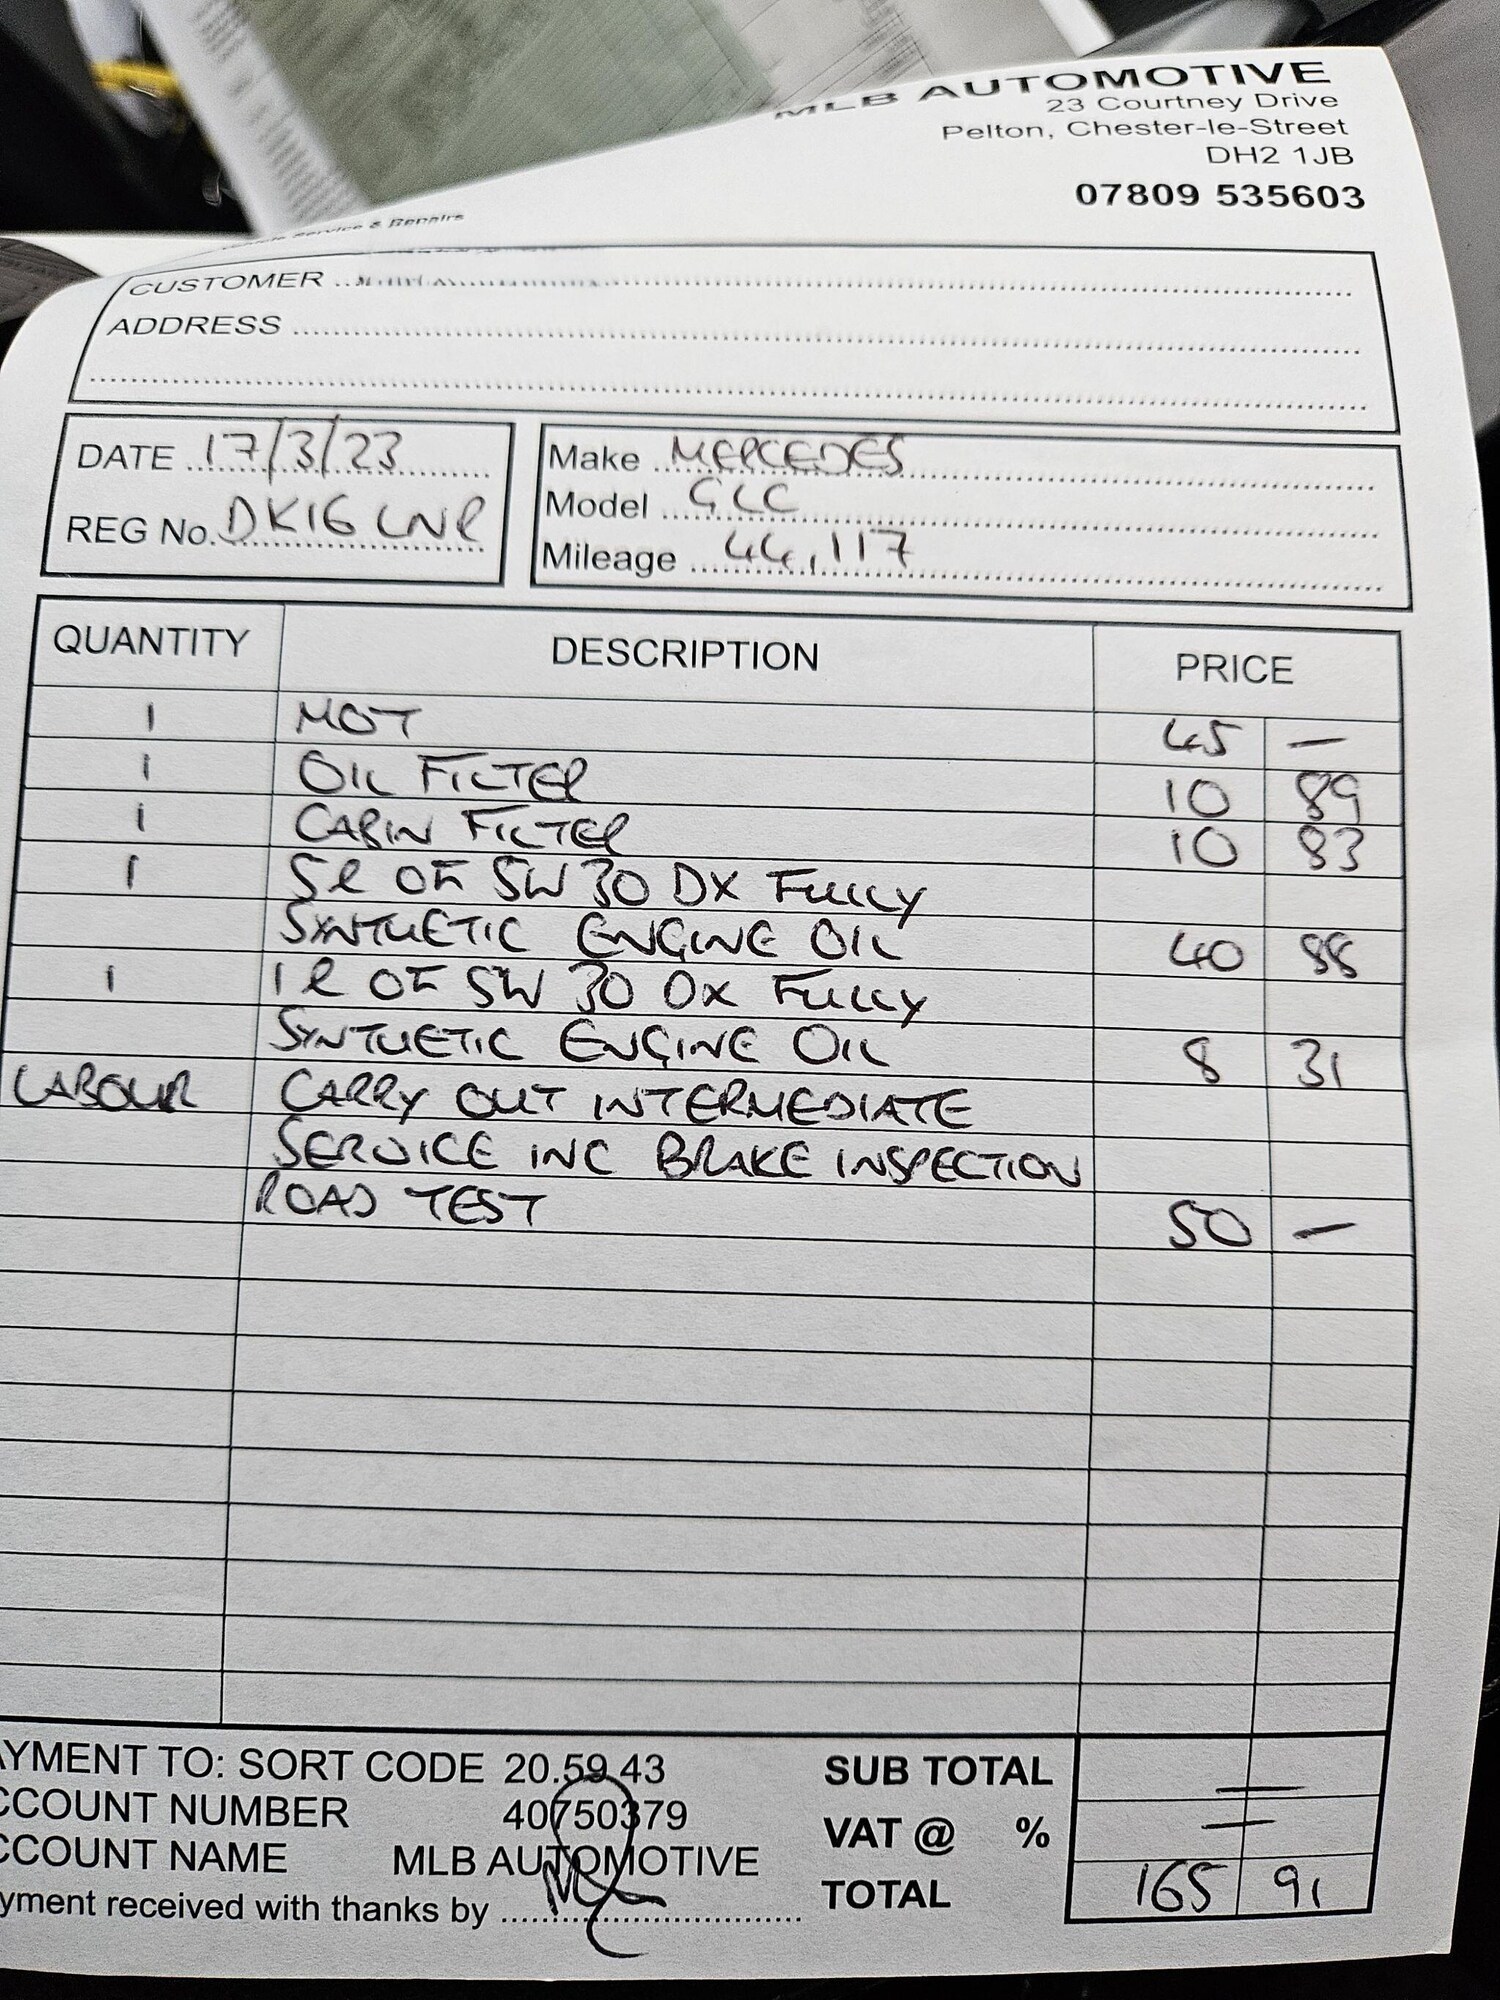 MLB AUTOMOTIVE
23 Courtney Drive
Pelton, Chester-le-Street
DH2 1JB
07809 535603
Service & Repairs
CUSTOMER
ADDRESS
DATE 17/3/23
REG No. DK16 LNR
Make MERCEDES
Model GLC
Mileage 44,117
QUANTITY DESCRIPTION PRICE
1 MOT 45 —
1 OIL FILTER 10 89
1 CABIN FILTER 10 83
1 5l OF 5W30 DX FULLY
SYNTHETIC ENGINE OIL 40 88
1 1l OF 5W 30 DX FULLY
SYNTHETIC ENGINE OIL 8 31
LABOUR CARRY OUT INTERMEDIATE
SERVICE INC BRAKE INSPECTION
ROAD TEST 50 —
AYMENT TO: SORT CODE 20.59.43
CCOUNT NUMBER 40750379
CCOUNT NAME MLB AUTOMOTIVE
yment received with thanks by
SUB TOTAL —
VAT @ % —
TOTAL 165 91